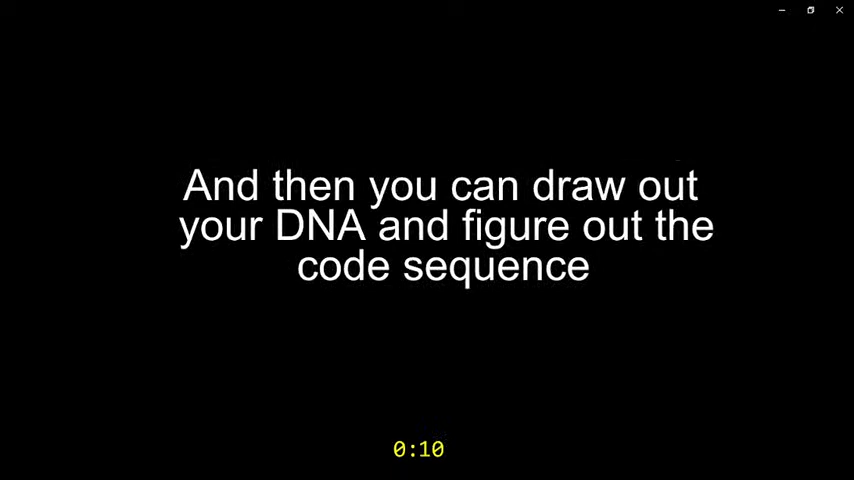 And then you can draw out
your DNA and figure out the
code sequence
0:10